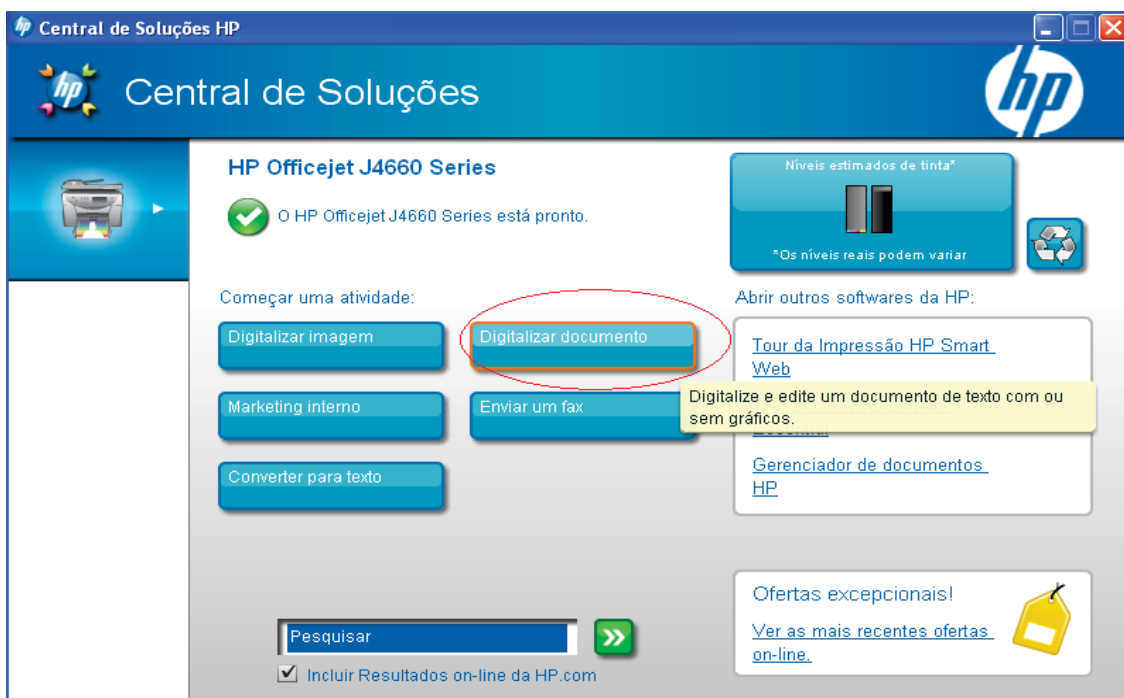 Central de Soluções HP
hp
Central de Soluções
hp
HP Officejet J4660 Series
O HP Officejet J4660 Series está pronto.
Níveis estimados de tinta*
*Os níveis reais podem variar
Começar uma atividade:
Digitalizar imagem
Digitalizar documento
Marketing interno
Enviar um fax
Converter para texto
Abrir outros softwares da HP:
Tour da Impressão HP Smart
Web
Digitalize e edite um documento de texto com ou
sem gráficos.
Gerenciador de documentos
HP
Pesquisar
Incluir Resultados on-line da HP.com
Ofertas excepcionais!
Ver as mais recentes ofertas
on-line.